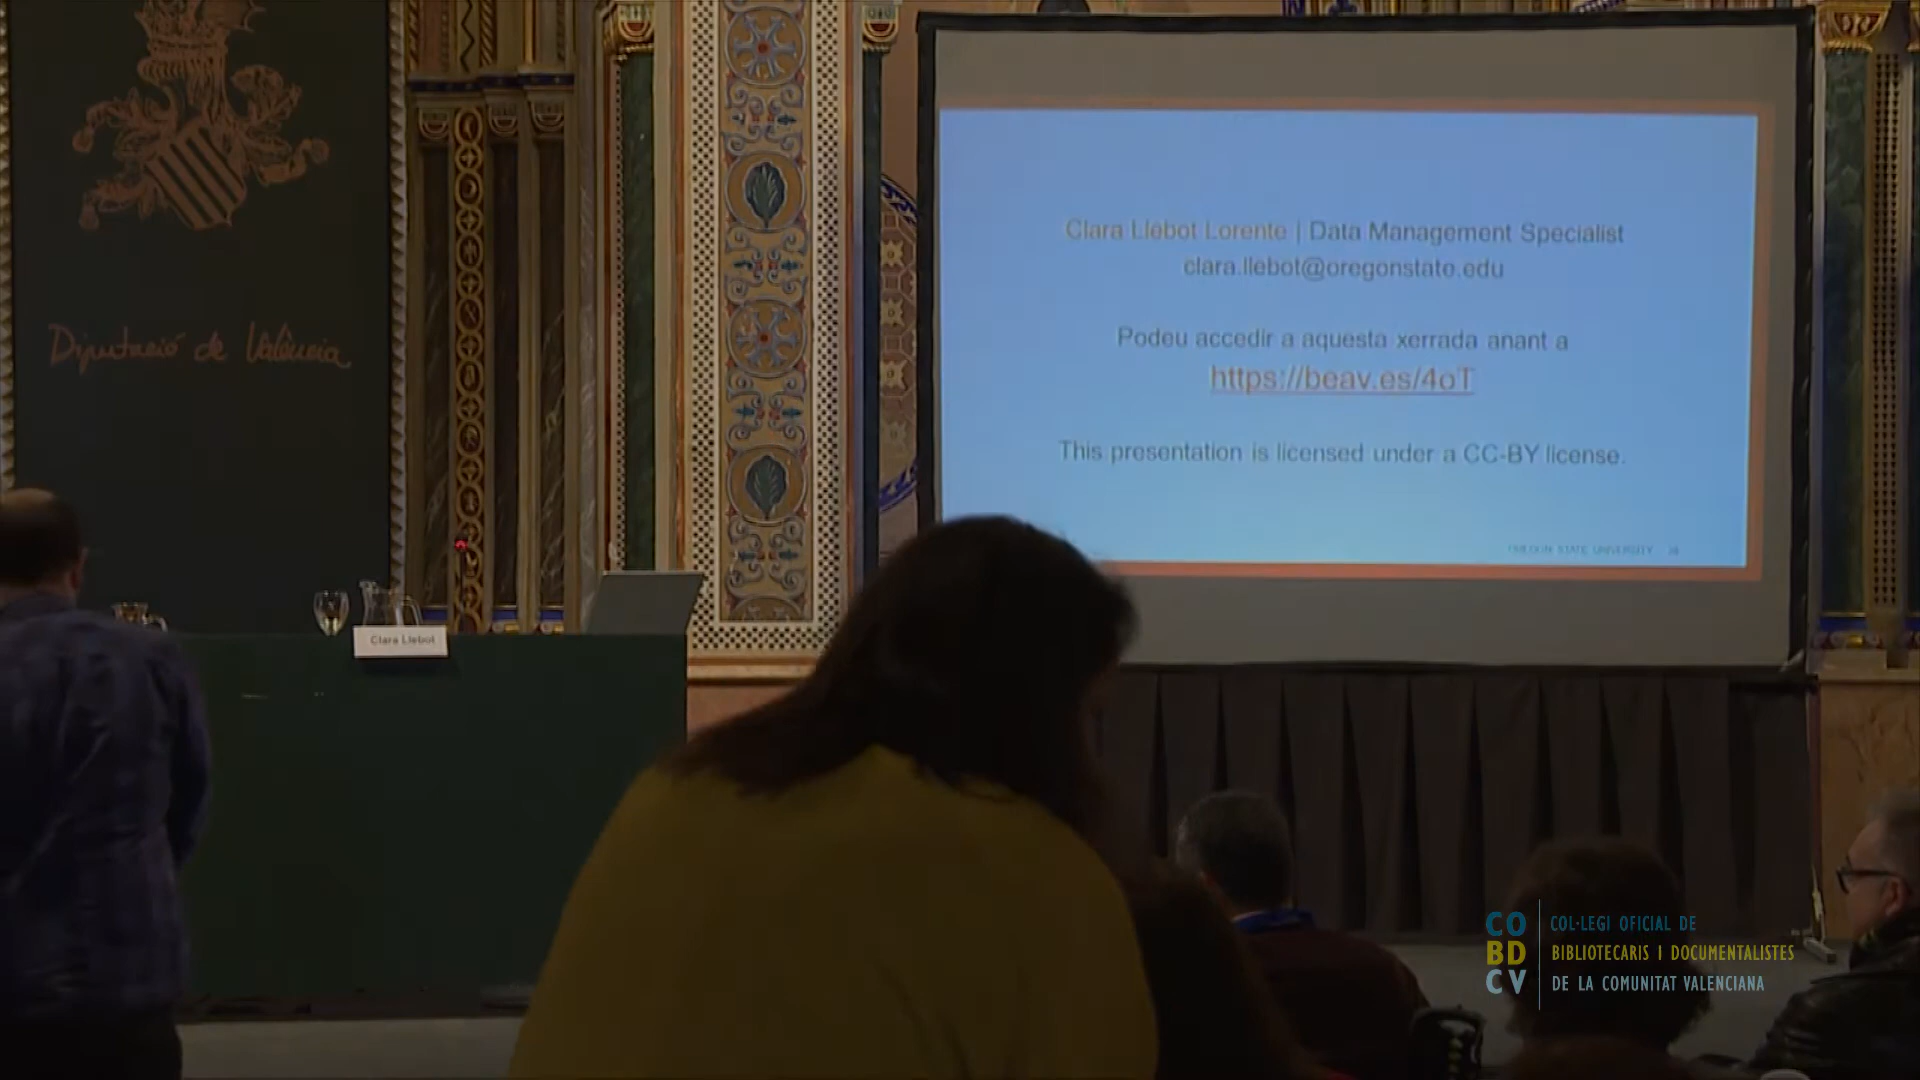 Diputació de València
Clara Llebot Lorente | Data Management Specialist
clara.llebot@oregonstate.edu
Podeu accedir a aquesta xerrada anant a
https://beav.es/4oT
This presentation is licensed under a CC-BY license.
OREGON STATE UNIVERSITY
Clara Llebot
CO
BD
CV
COL·LEGI OFICIAL DE
BIBLIOTECARIS I DOCUMENTALISTES
DE LA COMUNITAT VALENCIANA